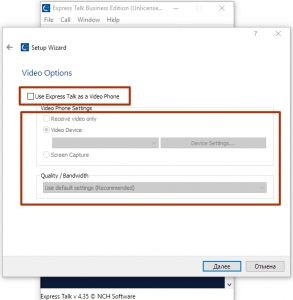 Express Talk Business Edition (Unlicense...
File Call Window Help
Setup Wizard
Video Options
Use Express Talk as a Video Phone
Video Phone Settings
Receive video only
Video Device:
Device Settings...
Screen Capture
Quality / Bandwidth
Use default settings (Recommended)
Далее Отмена
Express Talk v 4.35 © NCH Software